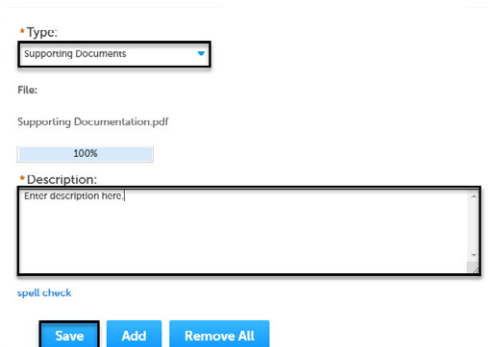 * Type:
Supporting Documents
File:
Supporting Documentation.pdf
100%
* Description:
Enter description here.
spell check
Save Add Remove All